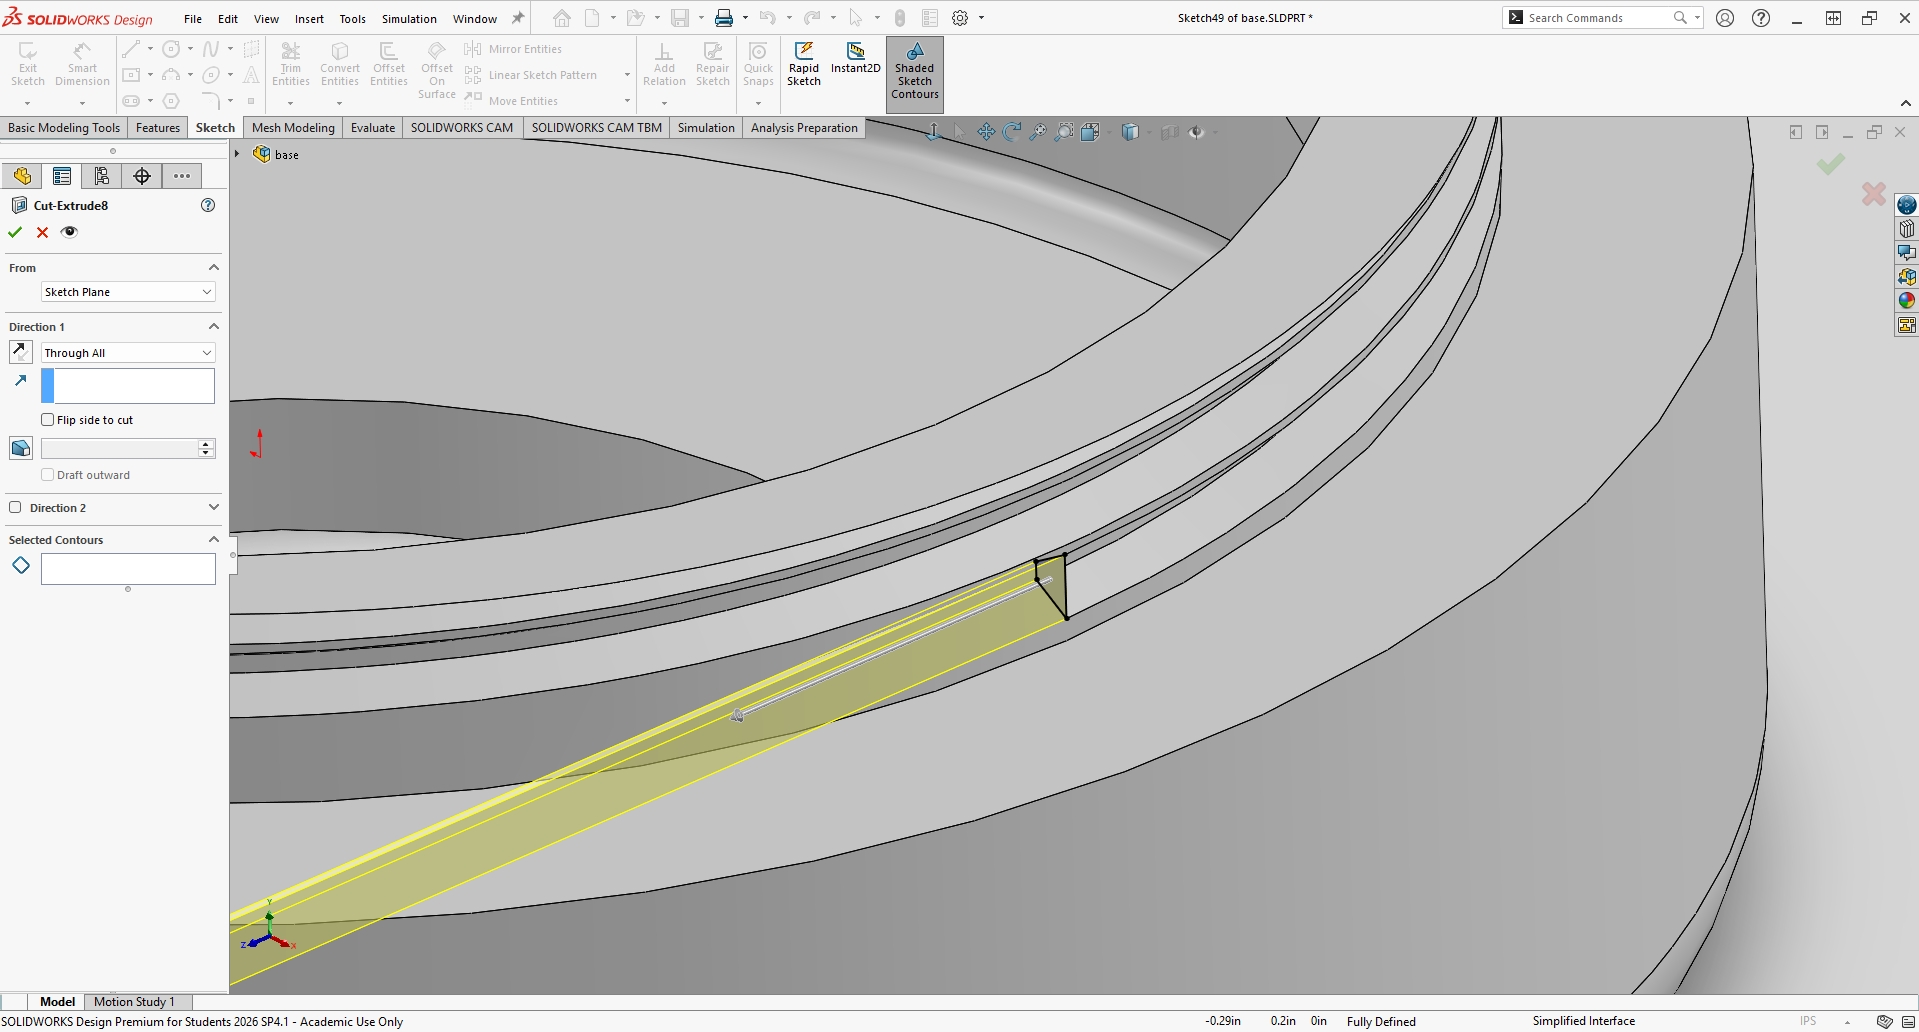 SOLIDWORKS Design
File Edit View Insert Tools Simulation Window
Sketch49 of base.SLDPRT *
Search Commands
Exit Sketch
Smart Dimension
Trim Entities
Convert Entities
Offset Entities
Offset On Surface
Mirror Entities
Linear Sketch Pattern
Move Entities
Add Relation
Repair Sketch
Quick Snaps
Rapid Sketch
Instant2D
Shaded Sketch Contours
Basic Modeling Tools Features Sketch Mesh Modeling Evaluate SOLIDWORKS CAM SOLIDWORKS CAM TBM Simulation Analysis Preparation
base
Cut-Extrude8
From
Sketch Plane
Direction 1
Through All
Flip side to cut
Draft outward
Direction 2
Selected Contours
Y
Z
X
Model Motion Study 1
SOLIDWORKS Design Premium for Students 2026 SP4.1 - Academic Use Only
-0.29in 0.2in 0in Fully Defined Simplified Interface IPS